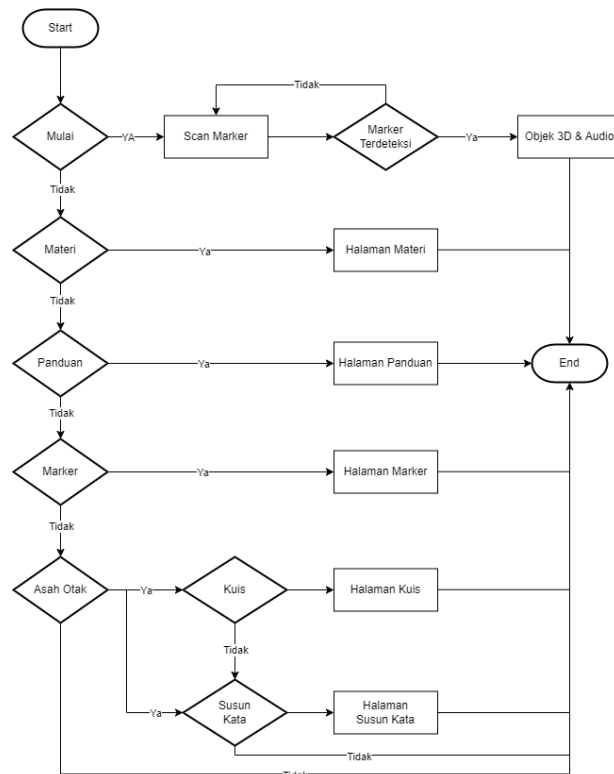 Start
Tidak
Mulai
YA
Scan Marker
Marker
Terdeteksi
Ya
Objek 3D & Audio
Tidak
Materi
Ya
Halaman Materi
Tidak
Panduan
Ya
Halaman Panduan
End
Tidak
Marker
Ya
Halaman Marker
Tidak
Asah Otak
Ya
Kuis
Halaman Kuis
Tidak
Ya
Susun
Kata
Halaman
Susun Kata
Tidak
Tidak